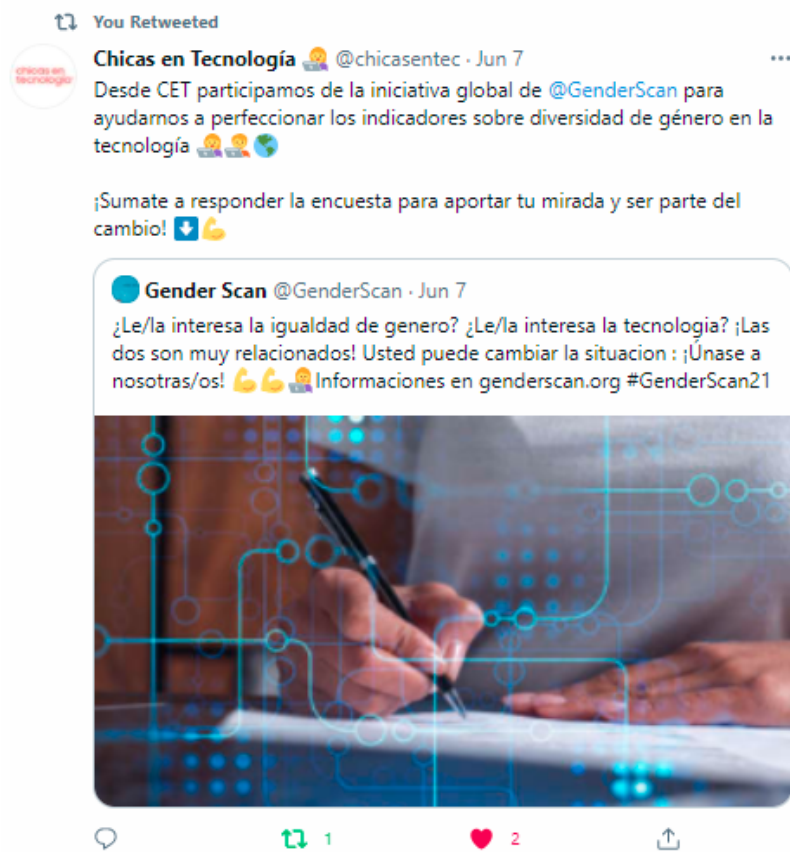 You Retweeted
chicas en
tecnología
Chicas en Tecnología 👩‍💻 @chicasentec · Jun 7
Desde CET participamos de la iniciativa global de @GenderScan para
ayudarnos a perfeccionar los indicadores sobre diversidad de género en la
tecnología 👩‍💻🧑‍💻🌎
¡Sumate a responder la encuesta para aportar tu mirada y ser parte del
cambio! ⬇️💪
Gender Scan @GenderScan · Jun 7
¿Le/la interesa la igualdad de genero? ¿Le/la interesa la tecnologia? ¡Las
dos son muy relacionados! Usted puede cambiar la situacion : ¡Únase a
nosotras/os! 💪💪👩‍💻Informaciones en genderscan.org #GenderScan21
1
2